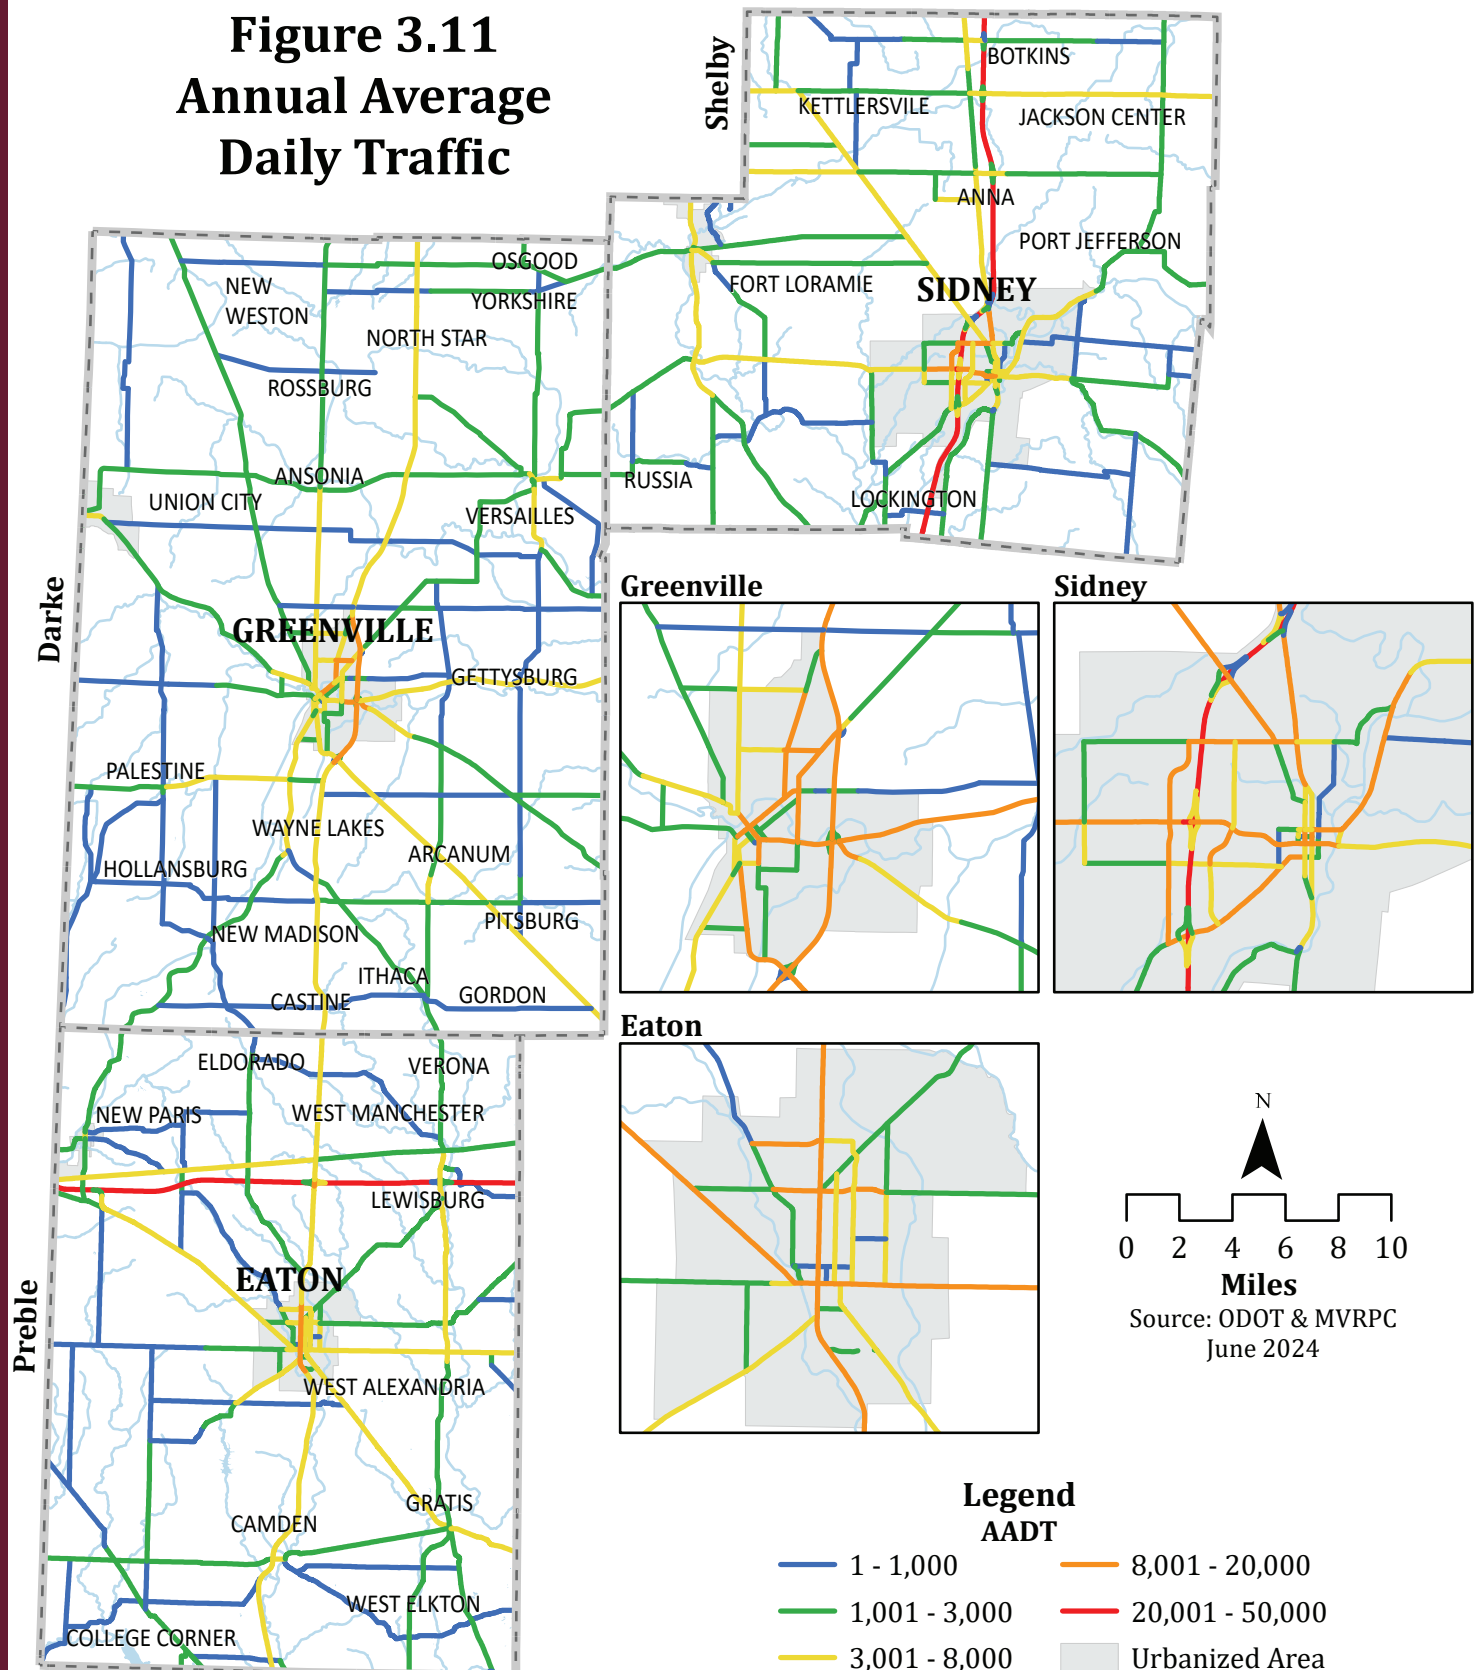 Figure 3.11
Annual Average
Daily Traffic
Shelby
BOTKINS
KETTLERSVILE
JACKSON CENTER
ANNA
PORT JEFFERSON
FORT LORAMIE
SIDNEY
RUSSIA
LOCKINGTON
Darke
OSGOOD
NEW
WESTON
YORKSHIRE
NORTH STAR
ROSSBURG
ANSONIA
UNION CITY
VERSAILLES
GREENVILLE
GETTYSBURG
PALESTINE
WAYNE LAKES
ARCANUM
HOLLANSBURG
PITSBURG
NEW MADISON
ITHACA
CASTINE
GORDON
Preble
ELDORADO
VERONA
NEW PARIS
WEST MANCHESTER
LEWISBURG
EATON
WEST ALEXANDRIA
GRATIS
CAMDEN
WEST ELKTON
COLLEGE CORNER
Greenville
Sidney
Eaton
N
0 2 4 6 8 10
Miles
Source: ODOT & MVRPC
June 2024
Legend
AADT
1 - 1,000
8,001 - 20,000
1,001 - 3,000
20,001 - 50,000
3,001 - 8,000
Urbanized Area